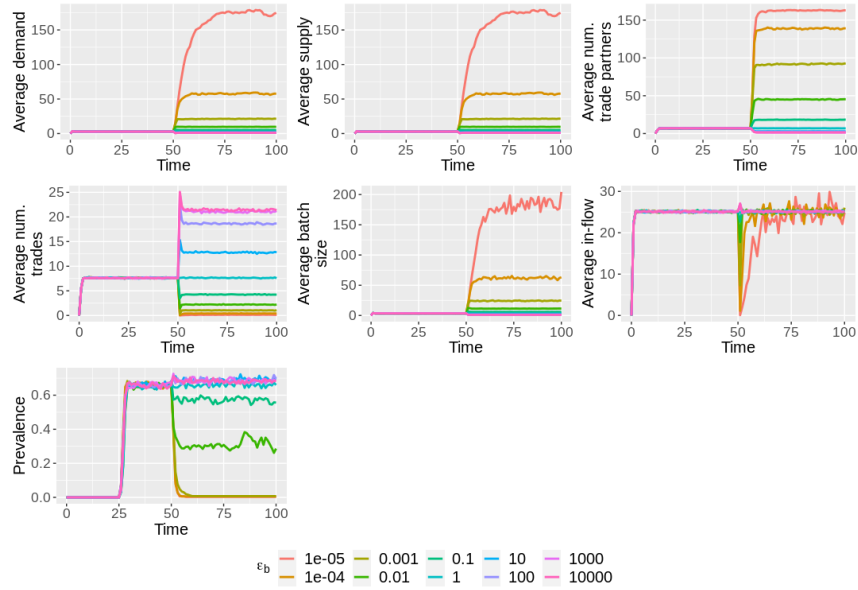 Average demand
150
100
50
0
0 25 50 75 100
Time
Average supply
150
100
50
0
0 25 50 75 100
Time
Average num.
trade partners
150
100
50
0
0 25 50 75 100
Time
Average num.
trades
25
20
15
10
5
0
0 25 50 75 100
Time
Average batch
size
200
150
100
50
0
0 25 50 75 100
Time
Average in-flow
30
20
10
0
0 25 50 75 100
Time
Prevalence
0.6
0.4
0.2
0.0
0 25 50 75 100
Time
εb 1e-05 0.001 0.1 10 1000
1e-04 0.01 1 100 10000